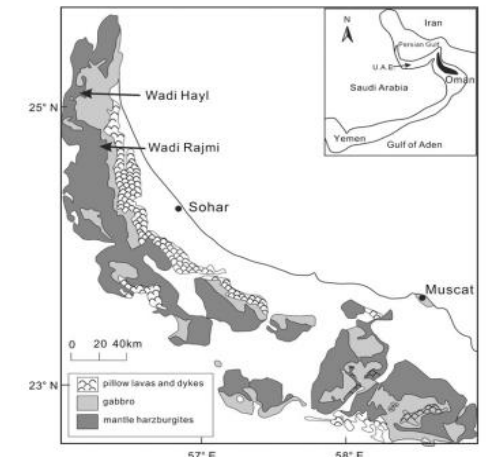 N
Iran
Persian Gulf
U.A.E
Oman
Saudi Arabia
Yemen
Gulf of Aden
25° N
Wadi Hayl
Wadi Rajmi
Sohar
Muscat
0 20 40km
23° N
pillow lavas and dykes
gabbro
mantle harzburgites
57° E
58° E